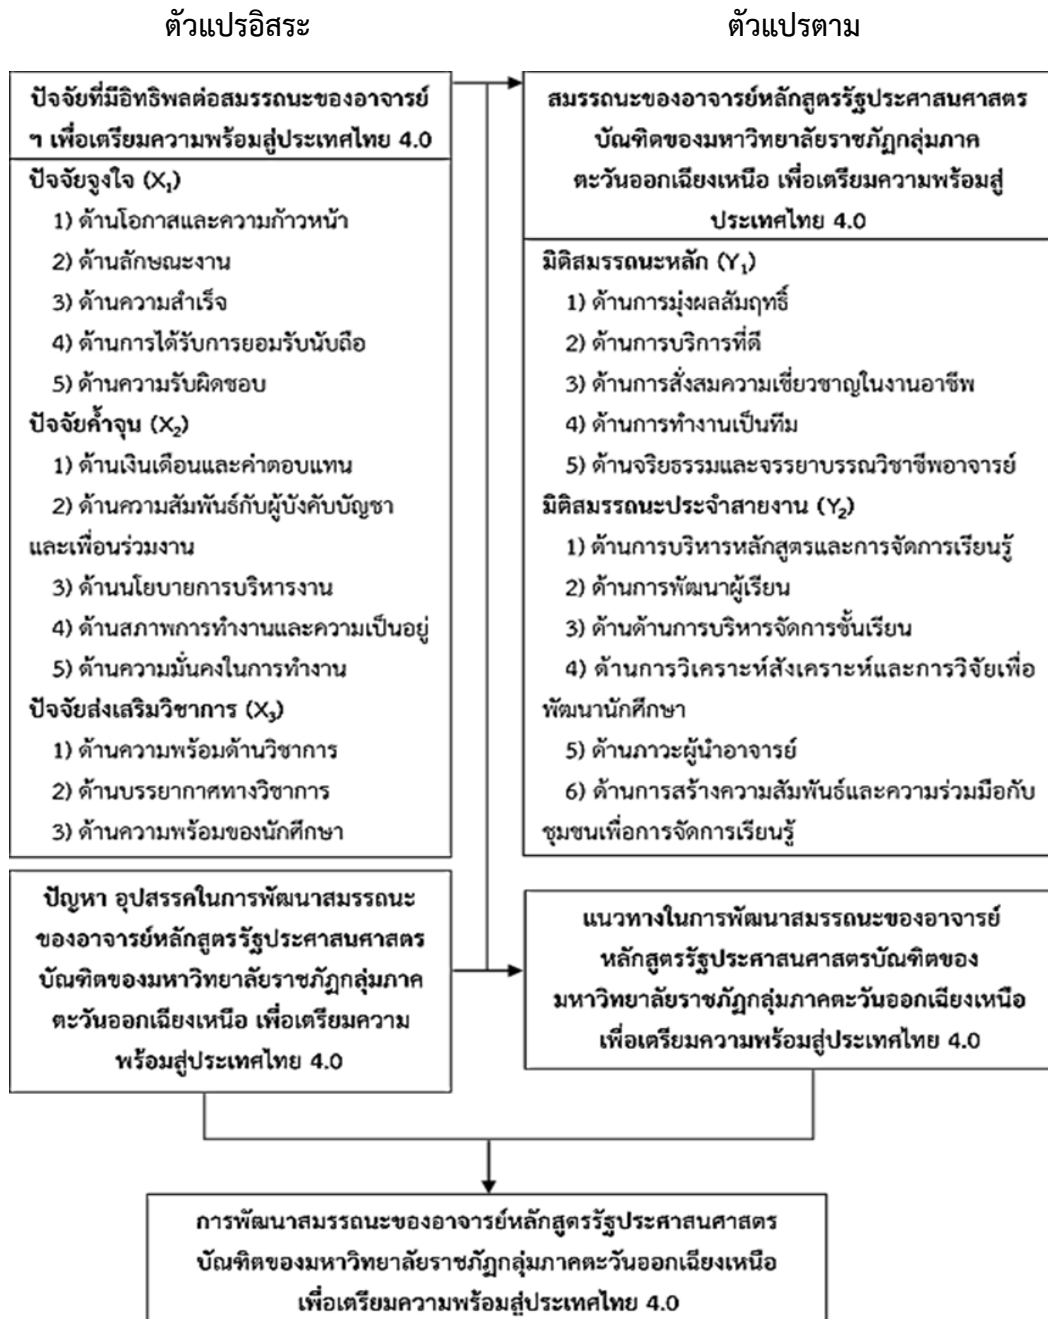 ตัวแปรอิสระ
ตัวแปรตาม
ปัจจัยที่มีอิทธิพลต่อสมรรถนะของอาจารย์
ฯ เพื่อเตรียมความพร้อมสู่ประเทศไทย 4.0
ปัจจัยจูงใจ (X₁)
1) ด้านโอกาสและความก้าวหน้า
2) ด้านลักษณะงาน
3) ด้านความสำเร็จ
4) ด้านการได้รับการยอมรับนับถือ
5) ด้านความรับผิดชอบ
ปัจจัยค้ำจุน (X₂)
1) ด้านเงินเดือนและค่าตอบแทน
2) ด้านความสัมพันธ์กับผู้บังคับบัญชา
และเพื่อนร่วมงาน
3) ด้านนโยบายการบริหารงาน
4) ด้านสภาพการทำงานและความเป็นอยู่
5) ด้านความมั่นคงในการทำงาน
ปัจจัยส่งเสริมวิชาการ (X₃)
1) ด้านความพร้อมด้านวิชาการ
2) ด้านบรรยากาศทางวิชาการ
3) ด้านความพร้อมของนักศึกษา
สมรรถนะของอาจารย์หลักสูตรรัฐประศาสนศาสตร
บัณฑิตของมหาวิทยาลัยราชภัฏกลุ่มภาค
ตะวันออกเฉียงเหนือ เพื่อเตรียมความพร้อมสู่
ประเทศไทย 4.0
มิติสมรรถนะหลัก (Y₁)
1) ด้านการมุ่งผลสัมฤทธิ์
2) ด้านการบริการที่ดี
3) ด้านการสั่งสมความเชี่ยวชาญในงานอาชีพ
4) ด้านการทำงานเป็นทีม
5) ด้านจริยธรรมและจรรยาบรรณวิชาชีพอาจารย์
มิติสมรรถนะประจำสายงาน (Y₂)
1) ด้านการบริหารหลักสูตรและการจัดการเรียนรู้
2) ด้านการพัฒนาผู้เรียน
3) ด้านด้านการบริหารจัดการชั้นเรียน
4) ด้านการวิเคราะห์สังเคราะห์และการวิจัยเพื่อ
พัฒนานักศึกษา
5) ด้านภาวะผู้นำอาจารย์
6) ด้านการสร้างความสัมพันธ์และความร่วมมือกับ
ชุมชนเพื่อการจัดการเรียนรู้
ปัญหา อุปสรรคในการพัฒนาสมรรถนะ
ของอาจารย์หลักสูตรรัฐประศาสนศาสตร
บัณฑิตของมหาวิทยาลัยราชภัฏกลุ่มภาค
ตะวันออกเฉียงเหนือ เพื่อเตรียมความ
พร้อมสู่ประเทศไทย 4.0
แนวทางในการพัฒนาสมรรถนะของอาจารย์
หลักสูตรรัฐประศาสนศาสตรบัณฑิตของ
มหาวิทยาลัยราชภัฏกลุ่มภาคตะวันออกเฉียงเหนือ
เพื่อเตรียมความพร้อมสู่ประเทศไทย 4.0
การพัฒนาสมรรถนะของอาจารย์หลักสูตรรัฐประศาสนศาสตร
บัณฑิตของมหาวิทยาลัยราชภัฏกลุ่มภาคตะวันออกเฉียงเหนือ
เพื่อเตรียมความพร้อมสู่ประเทศไทย 4.0